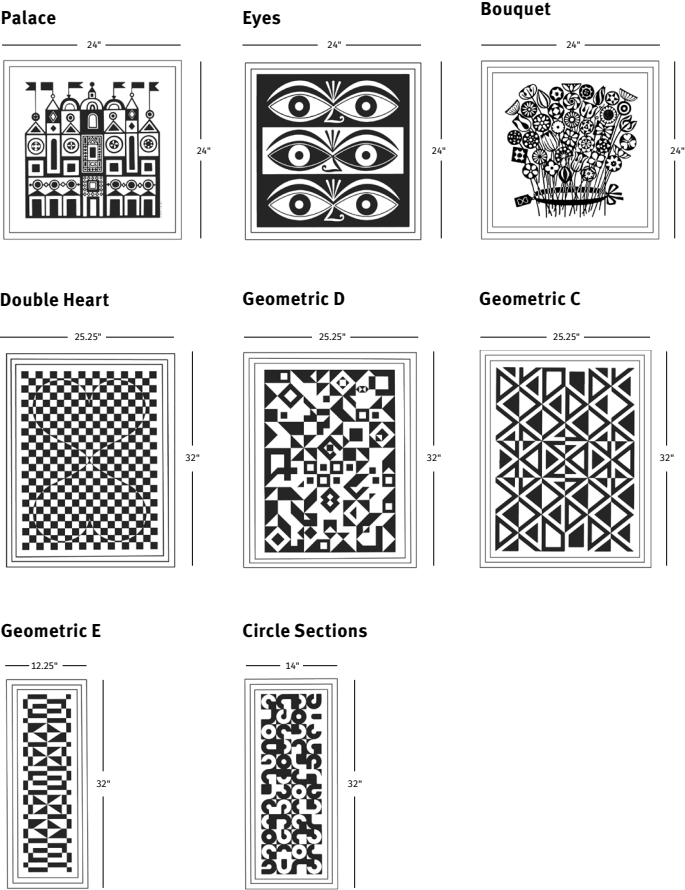 Palace
Eyes
Bouquet
24"
24"
24"
24"
24"
24"
Double Heart
Geometric D
Geometric C
25.25"
25.25"
25.25"
32"
32"
32"
Geometric E
Circle Sections
12.25"
14"
32"
32"